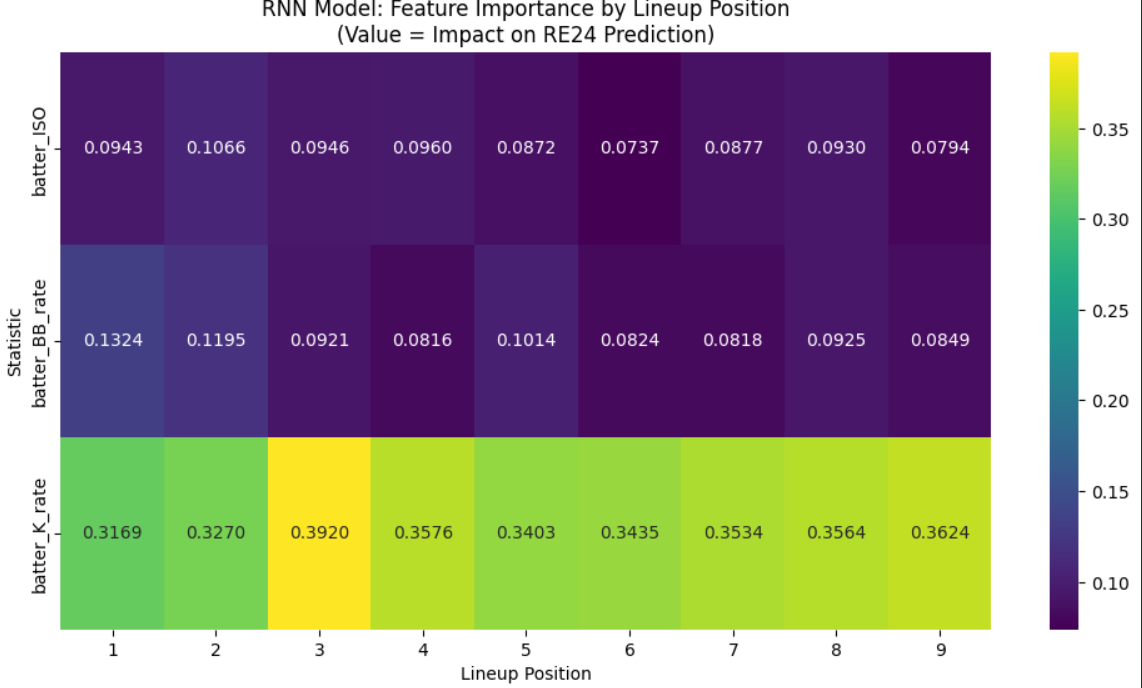 RNN Model: Feature Importance by Lineup Position
(Value = Impact on RE24 Prediction)
Statistic
batter_ISO
0.0943 0.1066 0.0946 0.0960 0.0872 0.0737 0.0877 0.0930 0.0794
batter_BB_rate
0.1324 0.1195 0.0921 0.0816 0.1014 0.0824 0.0818 0.0925 0.0849
batter_K_rate
0.3169 0.3270 0.3920 0.3576 0.3403 0.3435 0.3534 0.3564 0.3624
1 2 3 4 5 6 7 8 9
Lineup Position
0.35
0.30
0.25
0.20
0.15
0.10